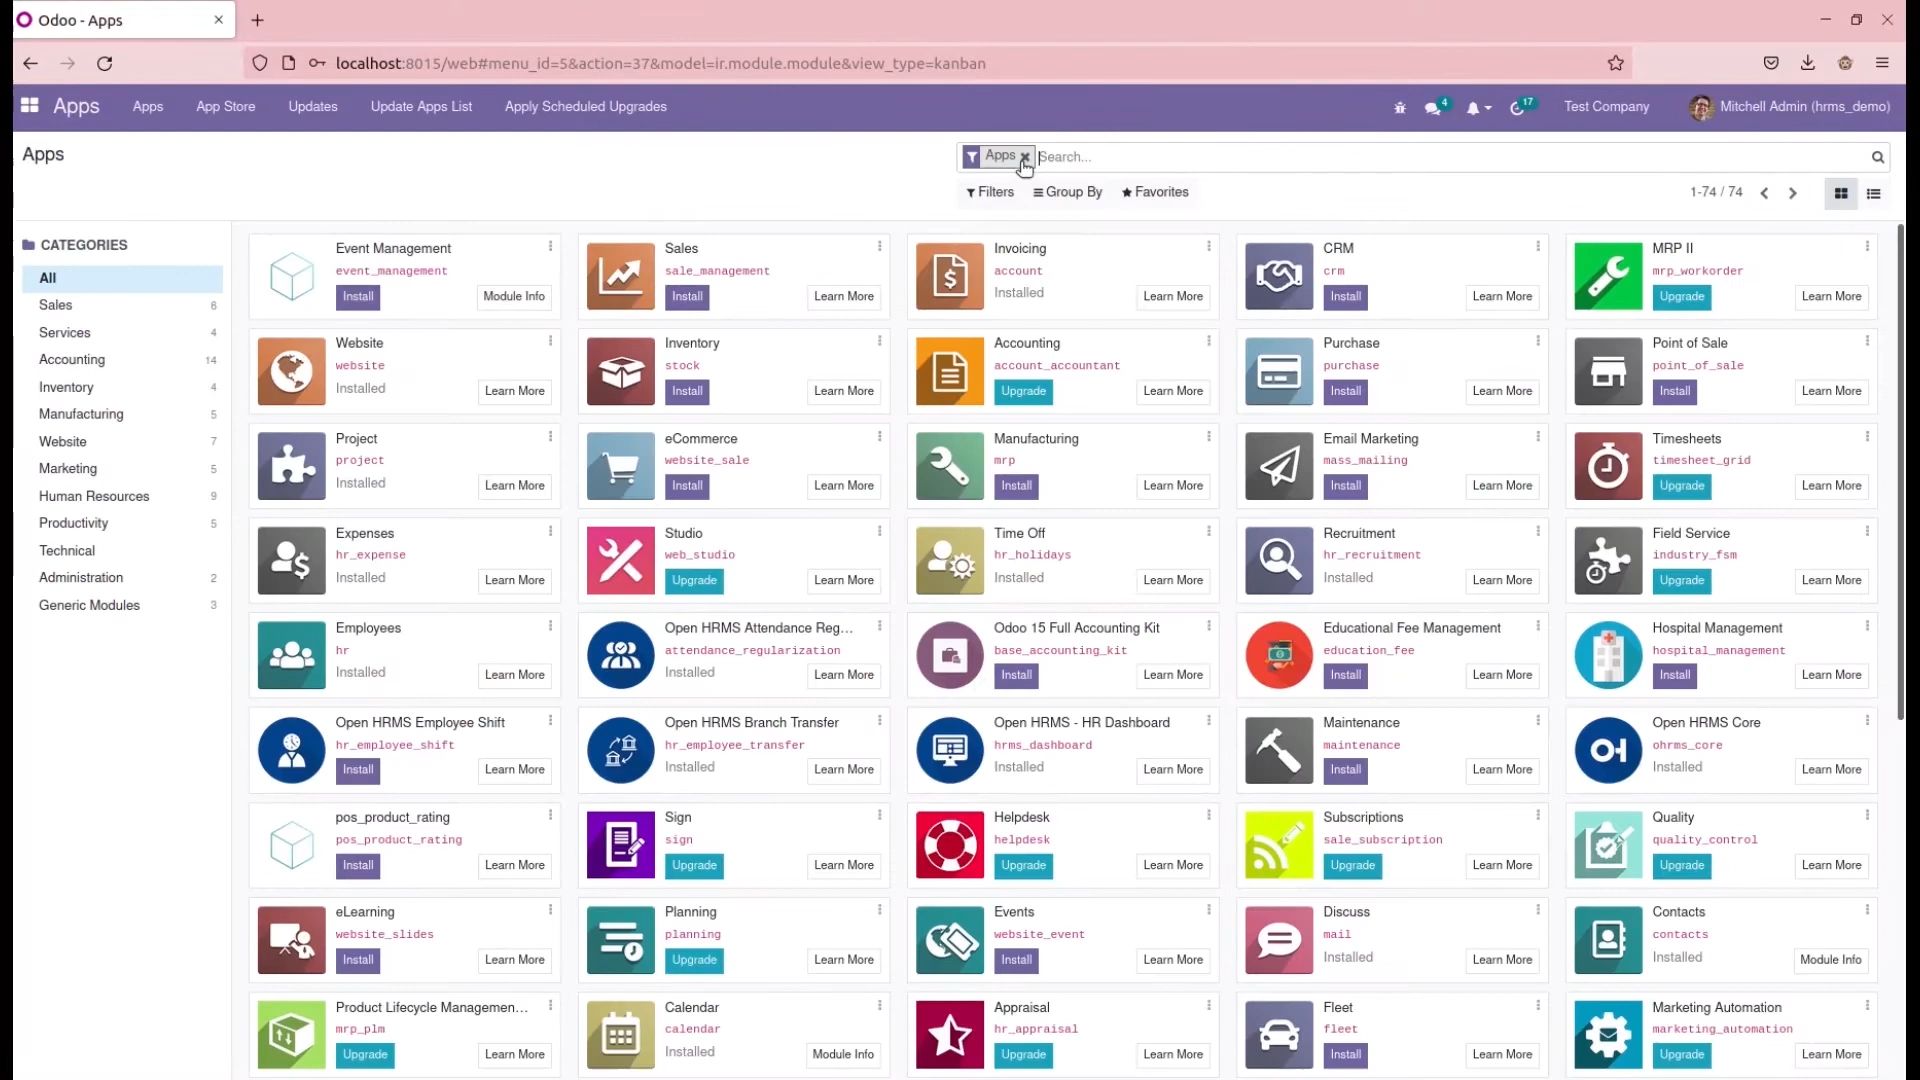 Odoo - Apps
localhost:8015/web#menu_id=5&action=37&model=ir.module.module&view_type=kanban
Apps Apps App Store Updates Update Apps List Apply Scheduled Upgrades 4 17 Test Company Mitchell Admin (hrms_demo)
Apps
Apps Search...
Filters Group By Favorites 1-74 / 74
CATEGORIES
All
Sales 6
Services 4
Accounting 14
Inventory 4
Manufacturing 5
Website 7
Marketing 5
Human Resources 9
Productivity 5
Technical
Administration 2
Generic Modules 3
Event Management
event_management
Install Module Info
Sales
sale_management
Install Learn More
Invoicing
account
Installed Learn More
CRM
crm
Install Learn More
MRP II
mrp_workorder
Upgrade Learn More
Website
website
Installed Learn More
Inventory
stock
Install Learn More
Accounting
account_accountant
Upgrade Learn More
Purchase
purchase
Install Learn More
Point of Sale
point_of_sale
Install Learn More
Project
project
Installed Learn More
eCommerce
website_sale
Install Learn More
Manufacturing
mrp
Install Learn More
Email Marketing
mass_mailing
Install Learn More
Timesheets
timesheet_grid
Upgrade Learn More
Expenses
hr_expense
Installed Learn More
Studio
web_studio
Upgrade Learn More
Time Off
hr_holidays
Installed Learn More
Recruitment
hr_recruitment
Installed Learn More
Field Service
industry_fsm
Upgrade Learn More
Employees
hr
Installed Learn More
Open HRMS Attendance Reg...
attendance_regularization
Installed Learn More
Odoo 15 Full Accounting Kit
base_accounting_kit
Install Learn More
Educational Fee Management
education_fee
Install Learn More
Hospital Management
hospital_management
Install Learn More
Open HRMS Employee Shift
hr_employee_shift
Install Learn More
Open HRMS Branch Transfer
hr_employee_transfer
Installed Learn More
Open HRMS - HR Dashboard
hrms_dashboard
Installed Learn More
Maintenance
maintenance
Install Learn More
Open HRMS Core
ohrms_core
Installed Learn More
pos_product_rating
pos_product_rating
Install Learn More
Sign
sign
Upgrade Learn More
Helpdesk
helpdesk
Upgrade Learn More
Subscriptions
sale_subscription
Upgrade Learn More
Quality
quality_control
Upgrade Learn More
eLearning
website_slides
Install Learn More
Planning
planning
Upgrade Learn More
Events
website_event
Install Learn More
Discuss
mail
Installed Learn More
Contacts
contacts
Installed Module Info
Product Lifecycle Managemen...
mrp_plm
Upgrade Learn More
Calendar
calendar
Installed Module Info
Appraisal
hr_appraisal
Upgrade Learn More
Fleet
fleet
Install Learn More
Marketing Automation
marketing_automation
Upgrade Learn More